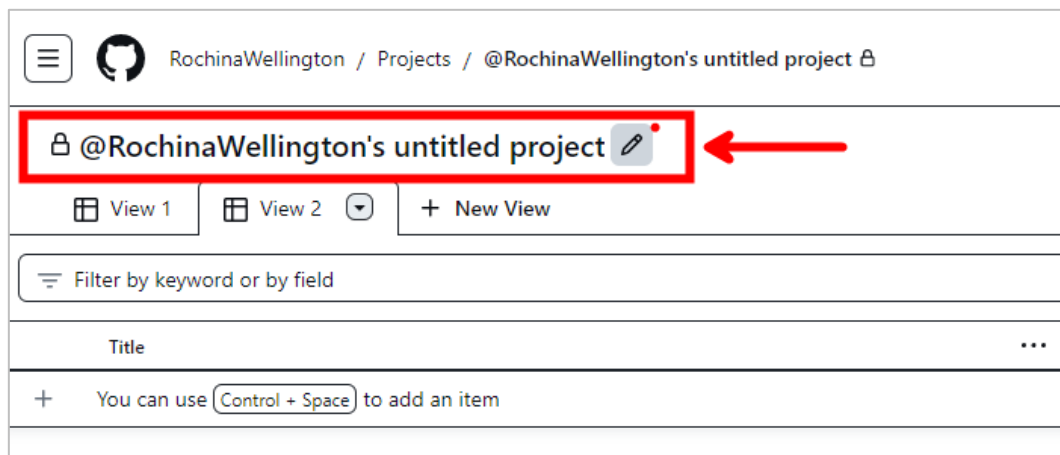 RochinaWellington / Projects / @RochinaWellington's untitled project
@RochinaWellington's untitled project
View 1 View 2 + New View
Filter by keyword or by field
Title ...
+ You can use Control + Space to add an item